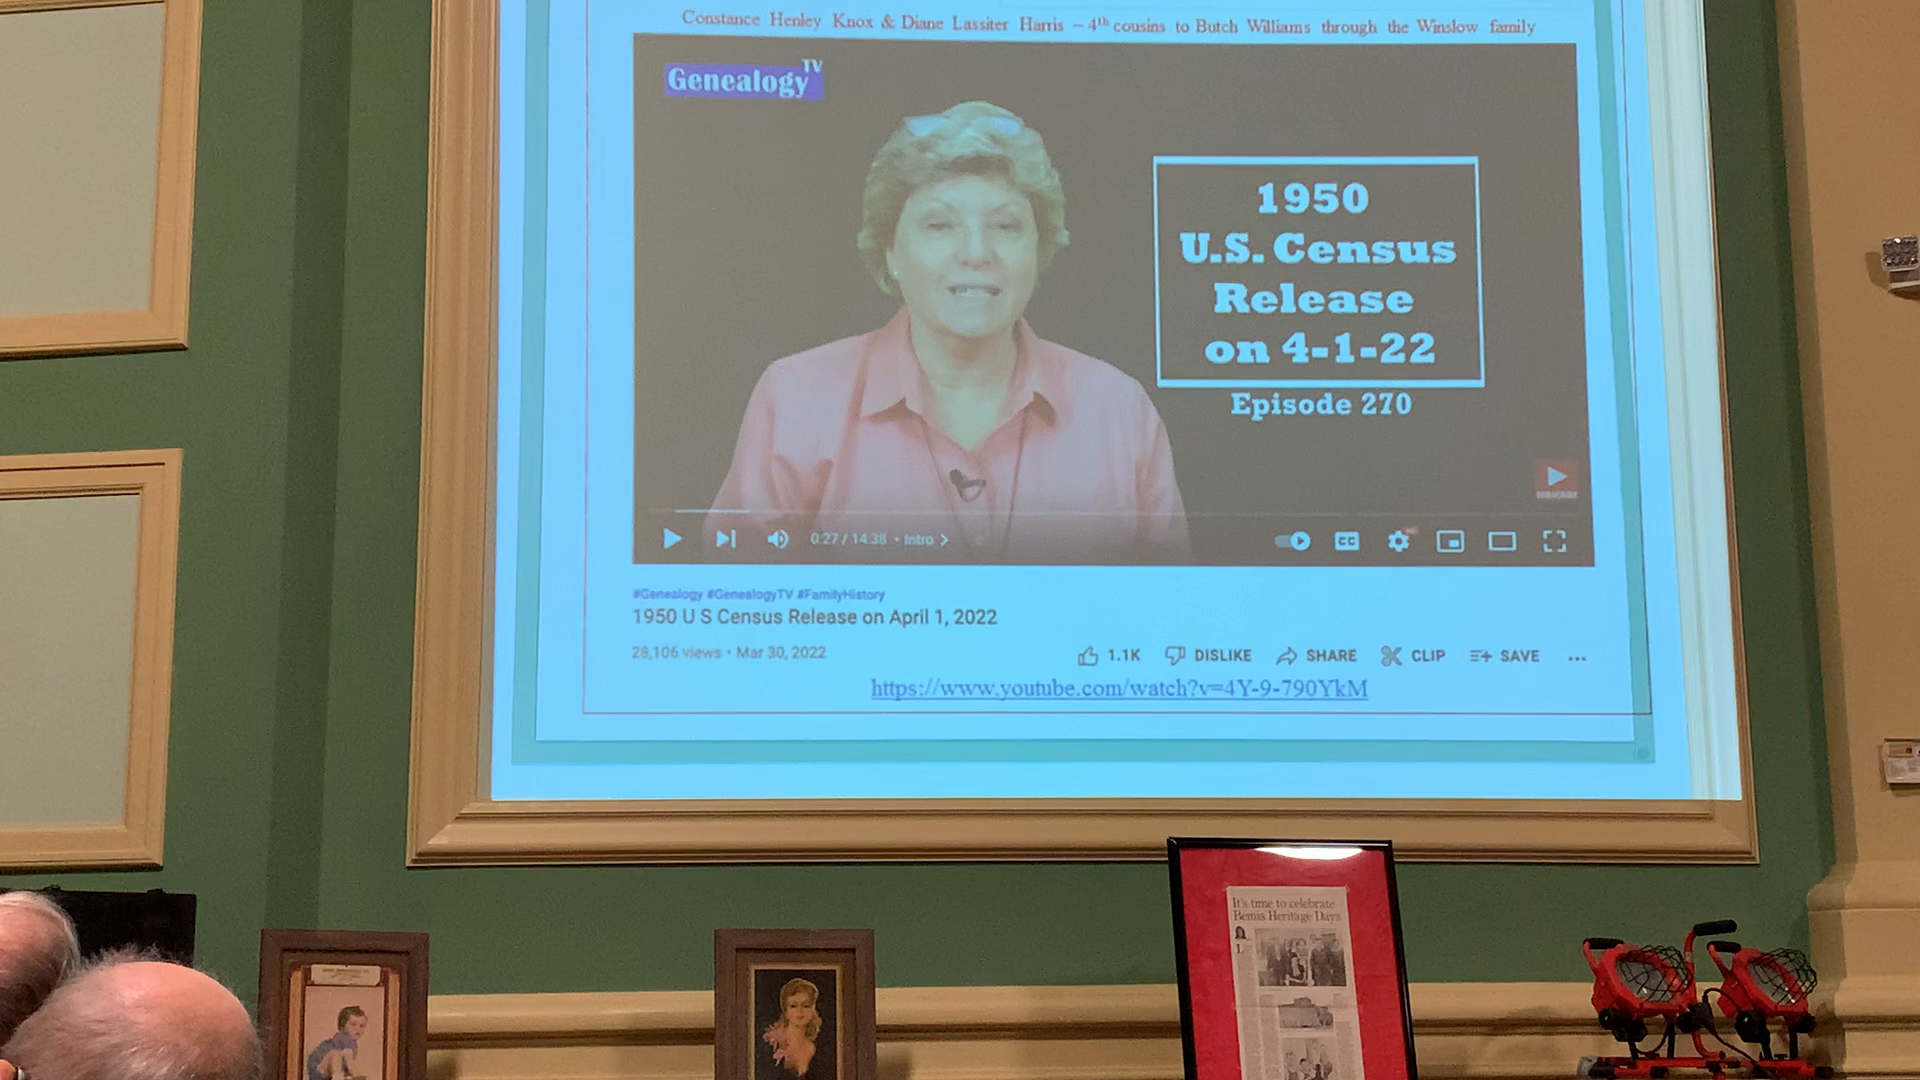 Constance Henley Knox & Diane Lassiter Harris – 4th cousins to Butch Williams through the Winslow family
Genealogy TV
1950
U.S. Census
Release
on 4-1-22
Episode 270
SUBSCRIBE
0:27 / 14:38 • Intro >
CC
#Genealogy #GenealogyTV #FamilyHistory
1950 U S Census Release on April 1, 2022
28,106 views • Mar 30, 2022
1.1K DISLIKE SHARE CLIP SAVE ...
https://www.youtube.com/watch?v=4Y-9-790YkM
It's time to celebrate
Bemis Heritage Days